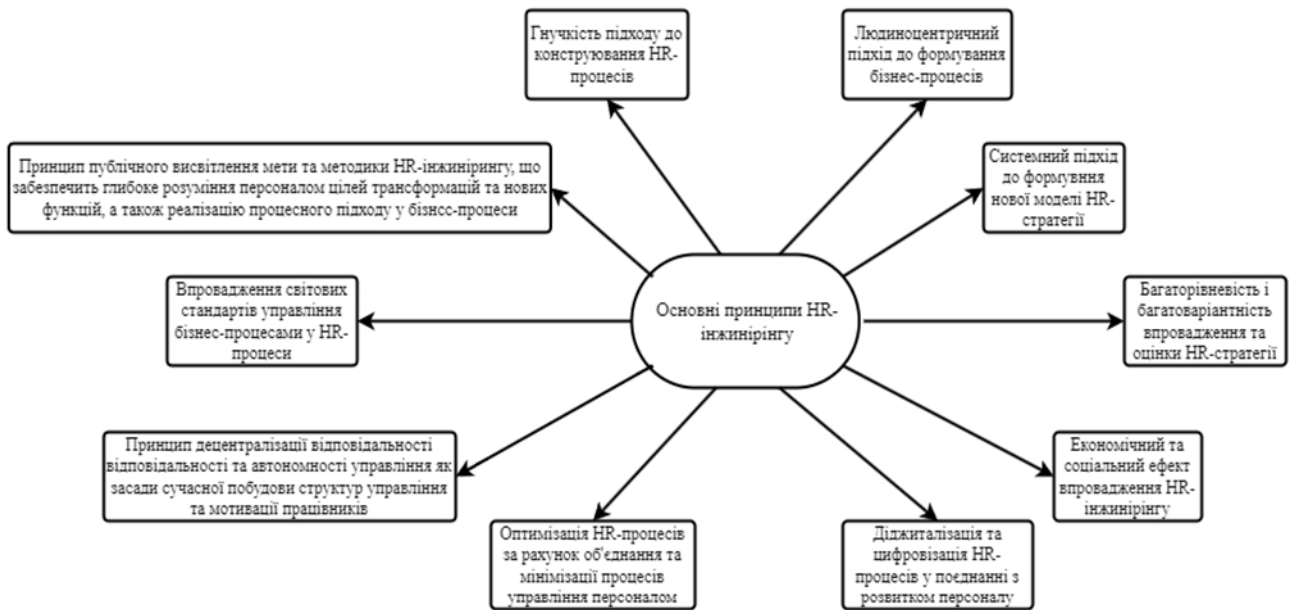 Гнучкість підходу до
конструювання HR-
процесів
Людиноцентричний
підхід до формування
бізнес-процесів
Принцип публічного висвітлення мети та методики HR-інжинірингу, що
забезпечить глибоке розуміння персоналом цілей трансформацій та нових
функцій, а також реалізацію процесного підходу у бізнсс-процеси
Системний підхід
до формувння
нової моделі HR-
стратегії
Впровадження світових
стандартів управління
бізнес-процесами у HR-
процеси
Основні принципи HR-
інжинірінгу
Багаторівневість і
багатоваріантність
впровадження та
оцінки HR-стратегії
Принцип децентралізації відповідальності
відповідальності та автономності управління як
засади сучасної побудови структур управління
та мотивації працівників
Економічний та
соціальний ефект
впровадження HR-
інжинірінгу
Оптимізація HR-процесів
за рахунок об'єднання та
мінімізації процесів
управління персоналом
Діджиталізація та
цифровізація HR-
процесів у поєднанні з
розвитком персоналу